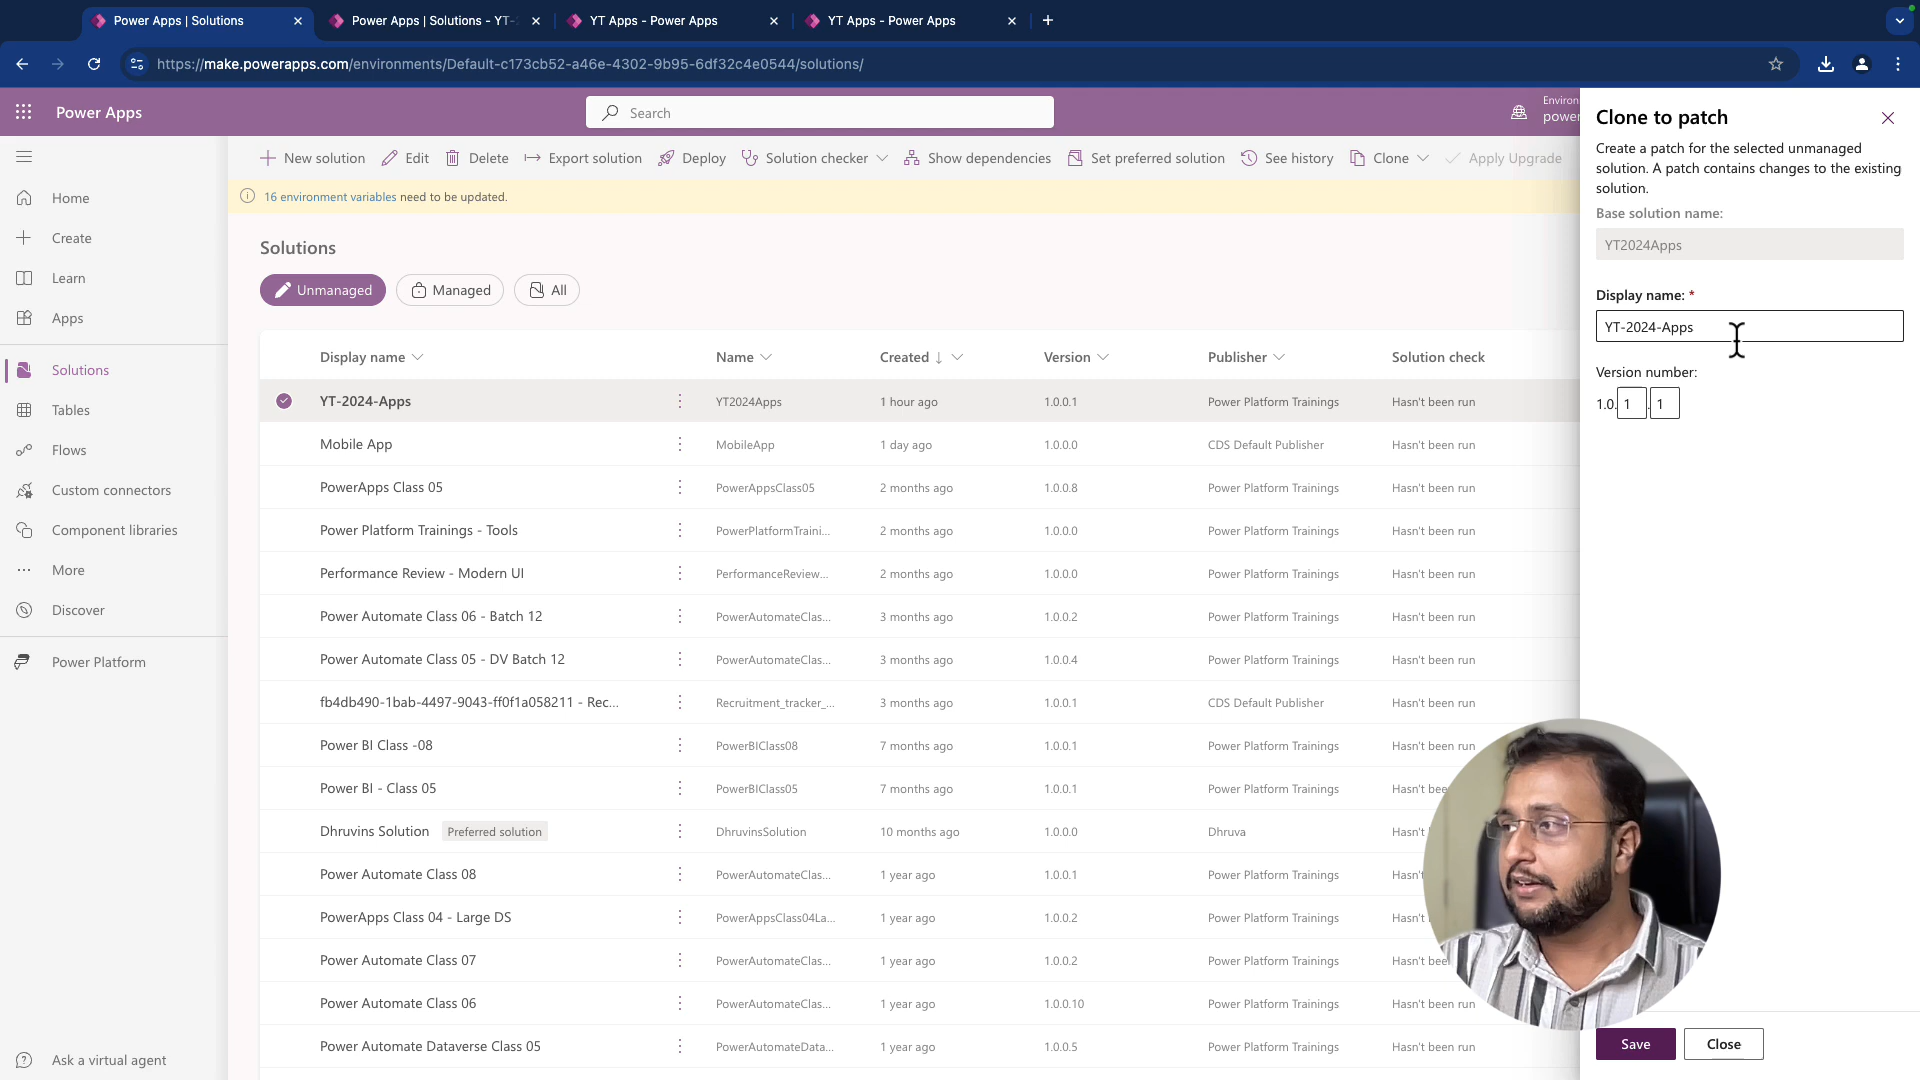 Power Apps | Solutions
Power Apps | Solutions - YT-2
YT Apps - Power Apps
YT Apps - Power Apps
https://make.powerapps.com/environments/Default-c173cb52-a46e-4302-9b95-6df32c4e0544/solutions/
Power Apps
Search
Environ
power
New solution Edit Delete Export solution Deploy Solution checker Show dependencies Set preferred solution See history Clone Apply Upgrade
16 environment variables need to be updated.
Home
Create
Learn
Apps
Solutions
Tables
Flows
Custom connectors
Component libraries
More
Discover
Power Platform
Ask a virtual agent
Solutions
Unmanaged Managed All
Display name Name Created Version Publisher Solution check
YT-2024-Apps YT2024Apps 1 hour ago 1.0.0.1 Power Platform Trainings Hasn't been run
Mobile App MobileApp 1 day ago 1.0.0.0 CDS Default Publisher Hasn't been run
PowerApps Class 05 PowerAppsClass05 2 months ago 1.0.0.8 Power Platform Trainings Hasn't been run
Power Platform Trainings - Tools PowerPlatformTraini... 2 months ago 1.0.0.0 Power Platform Trainings Hasn't been run
Performance Review - Modern UI PerformanceReview... 2 months ago 1.0.0.0 Power Platform Trainings Hasn't been run
Power Automate Class 06 - Batch 12 PowerAutomateClas... 3 months ago 1.0.0.2 Power Platform Trainings Hasn't been run
Power Automate Class 05 - DV Batch 12 PowerAutomateClas... 3 months ago 1.0.0.4 Power Platform Trainings Hasn't been run
fb4db490-1bab-4497-9043-ff0f1a058211 - Rec... Recruitment_tracker_... 3 months ago 1.0.0.1 CDS Default Publisher Hasn't been run
Power BI Class -08 PowerBIClass08 7 months ago 1.0.0.1 Power Platform Trainings Hasn't been run
Power BI - Class 05 PowerBIClass05 7 months ago 1.0.0.1 Power Platform Trainings Hasn't bee
Dhruvins Solution Preferred solution DhruvinsSolution 10 months ago 1.0.0.0 Dhruva Hasn't
Power Automate Class 08 PowerAutomateClas... 1 year ago 1.0.0.1 Power Platform Trainings Hasn't
PowerApps Class 04 - Large DS PowerAppsClass04La... 1 year ago 1.0.0.2 Power Platform Trainings Hasn't
Power Automate Class 07 PowerAutomateClas... 1 year ago 1.0.0.2 Power Platform Trainings Hasn't bee
Power Automate Class 06 PowerAutomateClas... 1 year ago 1.0.0.10 Power Platform Trainings Hasn't been run
Power Automate Dataverse Class 05 PowerAutomateData... 1 year ago 1.0.0.5 Power Platform Trainings Hasn't been run
Clone to patch
Create a patch for the selected unmanaged
solution. A patch contains changes to the existing
solution.
Base solution name:
YT2024Apps
Display name: *
YT-2024-Apps
Version number:
1.0. 1 . 1
Save Close